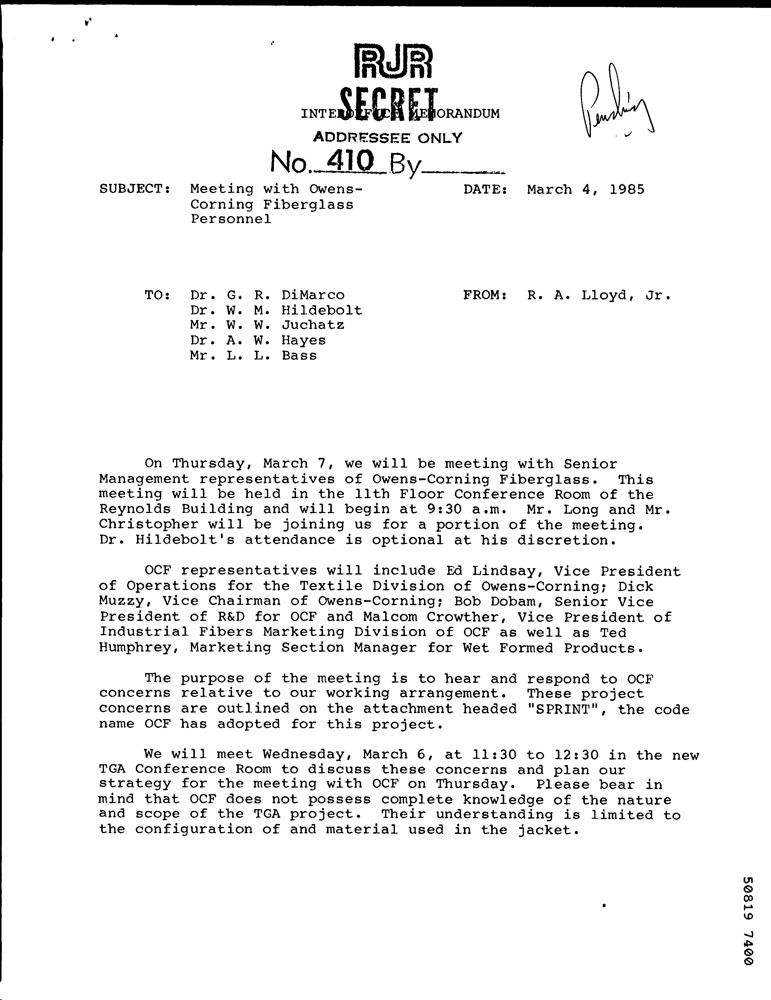 RJR
SECRET
INTEROFFICE MEMORANDUM
ADDRESSEE ONLY
No. 410 By
Pending
SUBJECT: Meeting with Owens-
Corning Fiberglass
Personnel
DATE: March 4, 1985
TO: Dr. G. R. DiMarco
Dr. W. M. Hildebolt
Mr. W. W. Juchatz
Dr. A. W. Hayes
Mr. L. L. Bass
FROM: R. A. Lloyd, Jr.
On Thursday, March 7, we will be meeting with Senior
Management representatives of Owens-Corning Fiberglass. This
meeting will be held in the 11th Floor Conference Room of the
Reynolds Building and will begin at 9:30 a.m. Mr. Long and Mr.
Christopher will be joining us for a portion of the meeting.
Dr. Hildebolt's attendance is optional at his discretion.
OCF representatives will include Ed Lindsay, Vice President
of Operations for the Textile Division of Owens-Corning; Dick
Muzzy, Vice Chairman of Owens-Corning; Bob Dobam, Senior Vice
President of R&D for OCF and Malcom Crowther, Vice President of
Industrial Fibers Marketing Division of OCF as well as Ted
Humphrey, Marketing Section Manager for Wet Formed Products.
The purpose of the meeting is to hear and respond to OCF
concerns relative to our working arrangement. These project
concerns are outlined on the attachment headed "SPRINT", the code
name OCF has adopted for this project.
We will meet Wednesday, March 6, at 11:30 to 12:30 in the new
TGA Conference Room to discuss these concerns and plan our
strategy for the meeting with OCF on Thursday. Please bear in
mind that OCF does not possess complete knowledge of the nature
and scope of the TGA project. Their understanding is limited to
the configuration of and material used in the jacket.
50819 7400